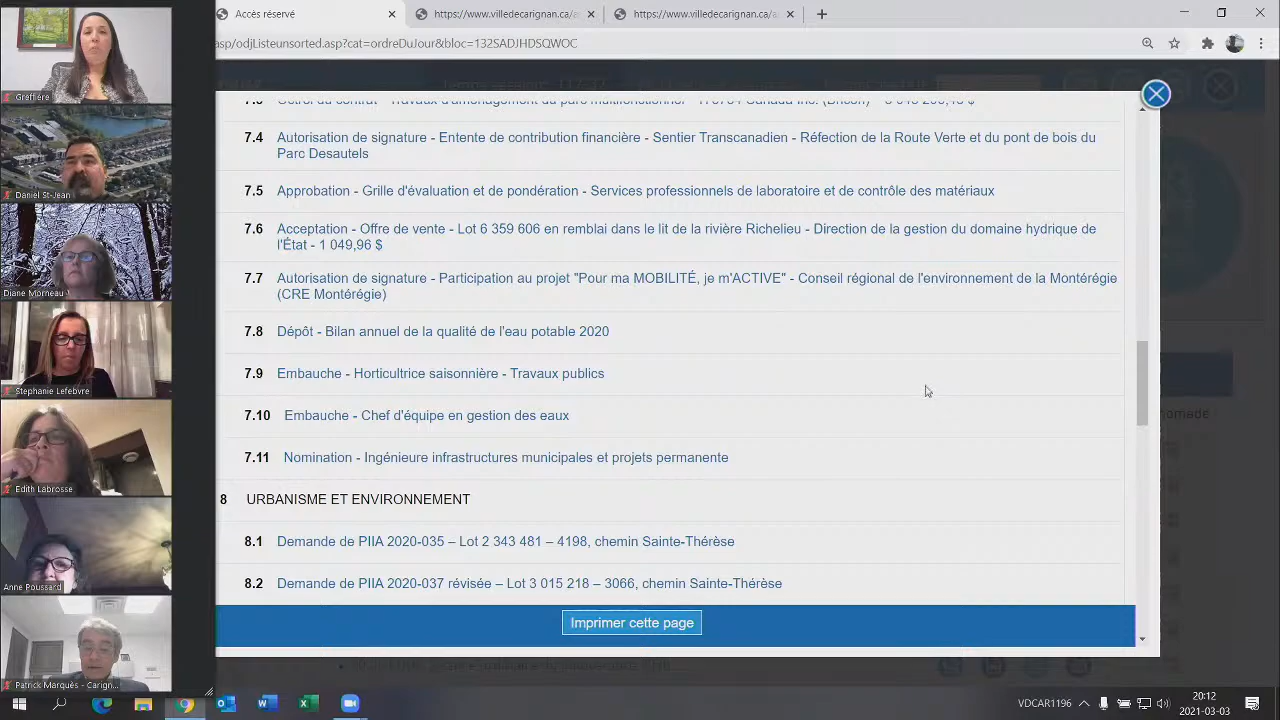 Accès réservé
https://www.villedecarignan.ca/e
https://www.villedecarignan.ca/6
asp/odjListeunsorted.asp?cat=ordreDuJour&
Greffière
Daniel St-Jean
Diane Morneau
Stephanie Lefebvre
Edith Labrosse
Anne Poussard
Patrick Marquès - Carign...
7.4 Autorisation de signature - Entente de contribution financière - Sentier Transcanadien - Réfection de la Route Verte et du pont de bois du
Parc Desautels
7.5 Approbation - Grille d'évaluation et de pondération - Services professionnels de laboratoire et de contrôle des matériaux
7.6 Acceptation - Offre de vente - Lot 6 359 606 en remblai dans le lit de la rivière Richelieu - Direction de la gestion du domaine hydrique de
l'État - 1 049,96 $
7.7 Autorisation de signature - Participation au projet "Pour ma MOBILITÉ, je m'ACTIVE" - Conseil régional de l'environnement de la Montérégie
(CRE Montérégie)
7.8 Dépôt - Bilan annuel de la qualité de l'eau potable 2020
7.9 Embauche - Horticultrice saisonnière - Travaux publics
7.10 Embauche - Chef d'équipe en gestion des eaux
7.11 Nomination - Ingénieure infrastructures municipales et projets permanente
8 URBANISME ET ENVIRONNEMENT
8.1 Demande de PIIA 2020-035 – Lot 2 343 481 – 4198, chemin Sainte-Thérèse
8.2 Demande de PIIA 2020-037 révisée – Lot 3 015 218 – 3066, chemin Sainte-Thérèse
Imprimer cette page
VDCAR1196
20:12
2021-03-03